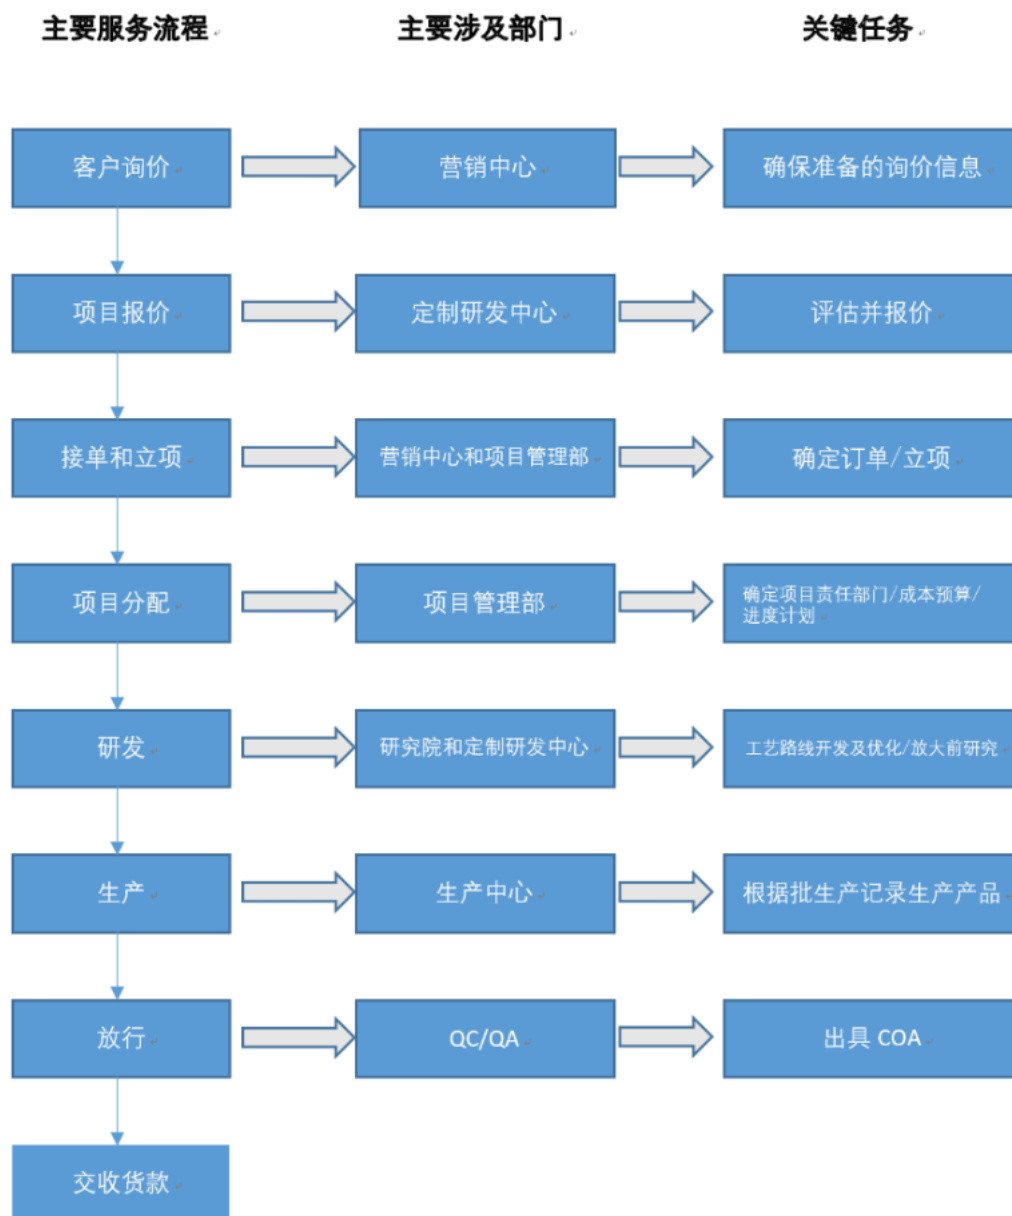 主要服务流程 主要涉及部门 关键任务
客户询价 营销中心 确保准备的询价信息
项目报价 定制研发中心 评估并报价
接单和立项 营销中心和项目管理部 确定订单/立项
项目分配 项目管理部 确定项目责任部门/成本预算/
进度计划
研发 研究院和定制研发中心 工艺路线开发及优化/放大前研究
生产 生产中心 根据批生产记录生产产品
放行 QC/QA 出具 COA
交收货款